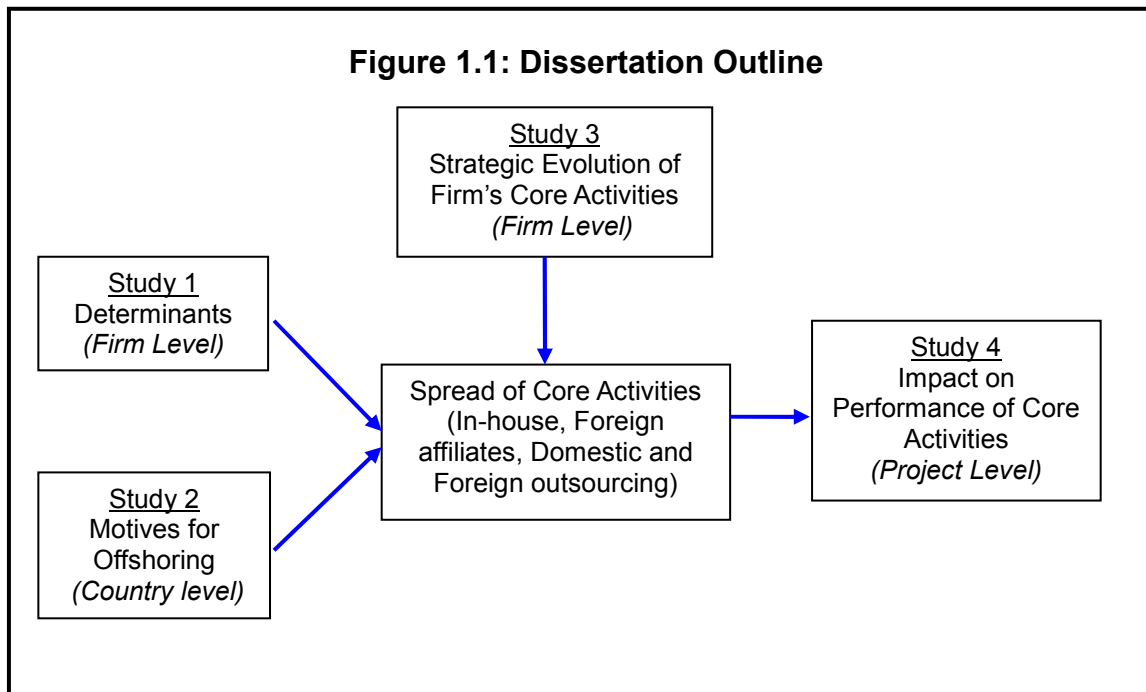 Figure 1.1: Dissertation Outline
Study 3
Strategic Evolution of
Firm’s Core Activities
(Firm Level)
Study 1
Determinants
(Firm Level)
Study 2
Motives for
Offshoring
(Country level)
Spread of Core Activities
(In-house, Foreign
affiliates, Domestic and
Foreign outsourcing)
Study 4
Impact on
Performance of Core
Activities
(Project Level)